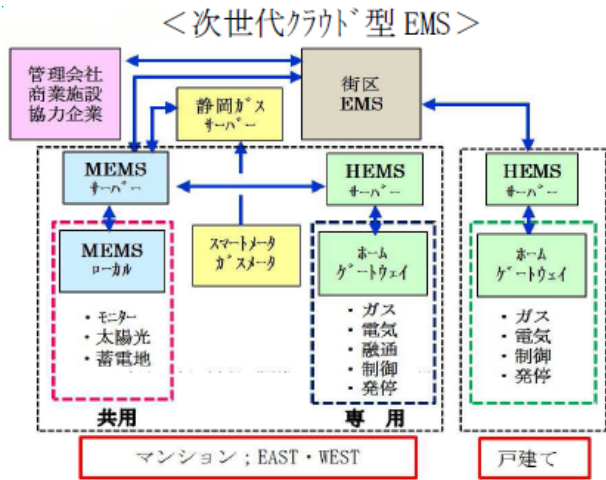 ＜次世代ｸﾗｳﾄﾞ型 EMS＞
管理会社
商業施設
協力企業
街区
EMS
静岡ｶﾞｽ
ｻｰﾊﾞｰ
MEMS
ｻｰﾊﾞｰ
HEMS
ｻｰﾊﾞｰ
HEMS
ｻｰﾊﾞｰ
MEMS
ﾛｰｶﾙ
ｽﾏｰﾄﾒｰﾀ
ｶﾞｽﾒｰﾀ
ﾎｰﾑ
ｹﾞｰﾄｳｪｲ
ﾎｰﾑ
ｹﾞｰﾄｳｪｲ
・ﾓﾆﾀｰ
・太陽光
・蓄電地
・ガス
・電気
・融通
・制御
・発停
・ガス
・電気
・制御
・発停
共用
専 用
マンション；EAST・WEST
戸建て